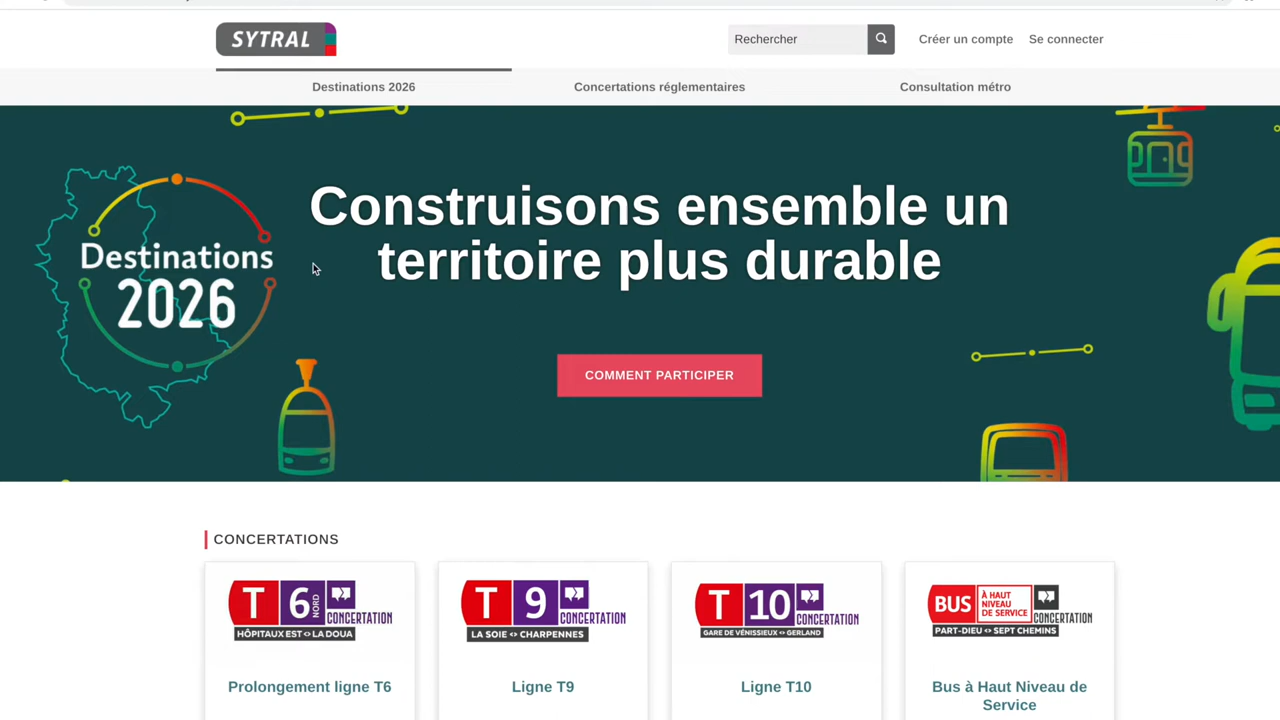 SYTRAL
Rechercher
Créer un compte
Se connecter
Destinations 2026
Concertations réglementaires
Consultation métro
Destinations
2026
Construisons ensemble un
territoire plus durable
COMMENT PARTICIPER
CONCERTATIONS
T 6 NORD CONCERTATION
HÔPITAUX EST <> LA DOUA
Prolongement ligne T6
T 9 CONCERTATION
LA SOIE <> CHARPENNES
Ligne T9
T 10 CONCERTATION
GARE DE VÉNISSIEUX <> GERLAND
Ligne T10
BUS À HAUT NIVEAU DE SERVICE CONCERTATION
PART-DIEU <> SEPT CHEMINS
Bus à Haut Niveau de
Service